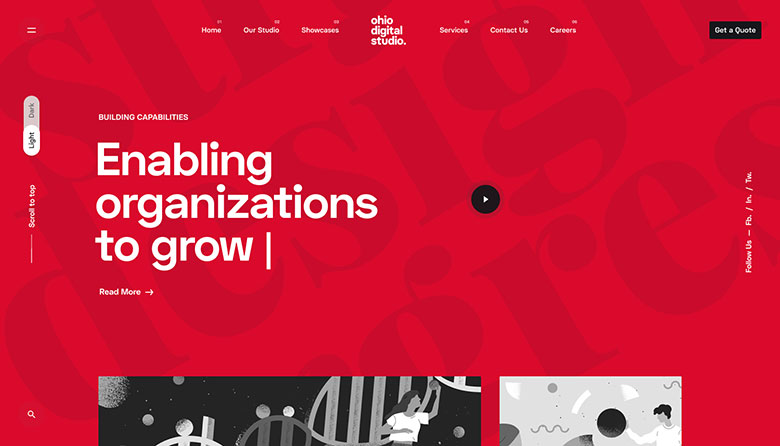 01
Home
02
Our Studio
03
Showcases
ohio
digital
studio.
04
Services
05
Contact Us
06
Careers
Get a Quote
Dark
Light
Scroll to top
BUILDING CAPABILITIES
Enabling
organizations
to grow |
Read More →
Follow Us — Fb. / In. / Tw.